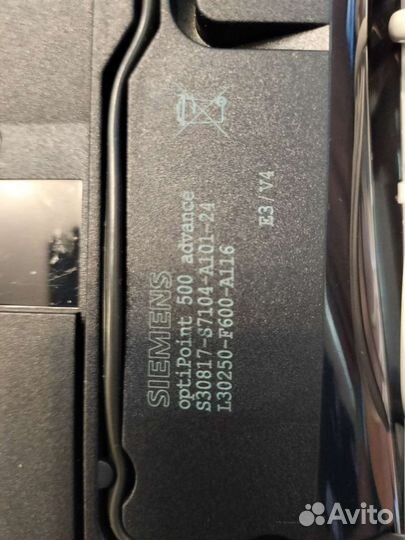 SIEMENS
optiPoint 500 advance
S30817-S7104-A101-24
L30250-F600-A116
E3/V4
Avito